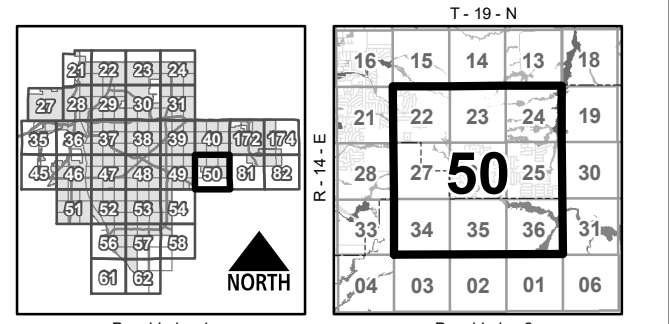 T - 19 - N
21 22 23 24
27 28 29 30 31
35 36 37 38 39 40 172 174
45 46 47 48 49 50 81 82
51 52 53 54
56 57 58
61 62
NORTH
R - 14 - E
16 15 14 13 18
21 22 23 24 19
28 27 25 30
50
33 34 35 36 31
04 03 02 01 06